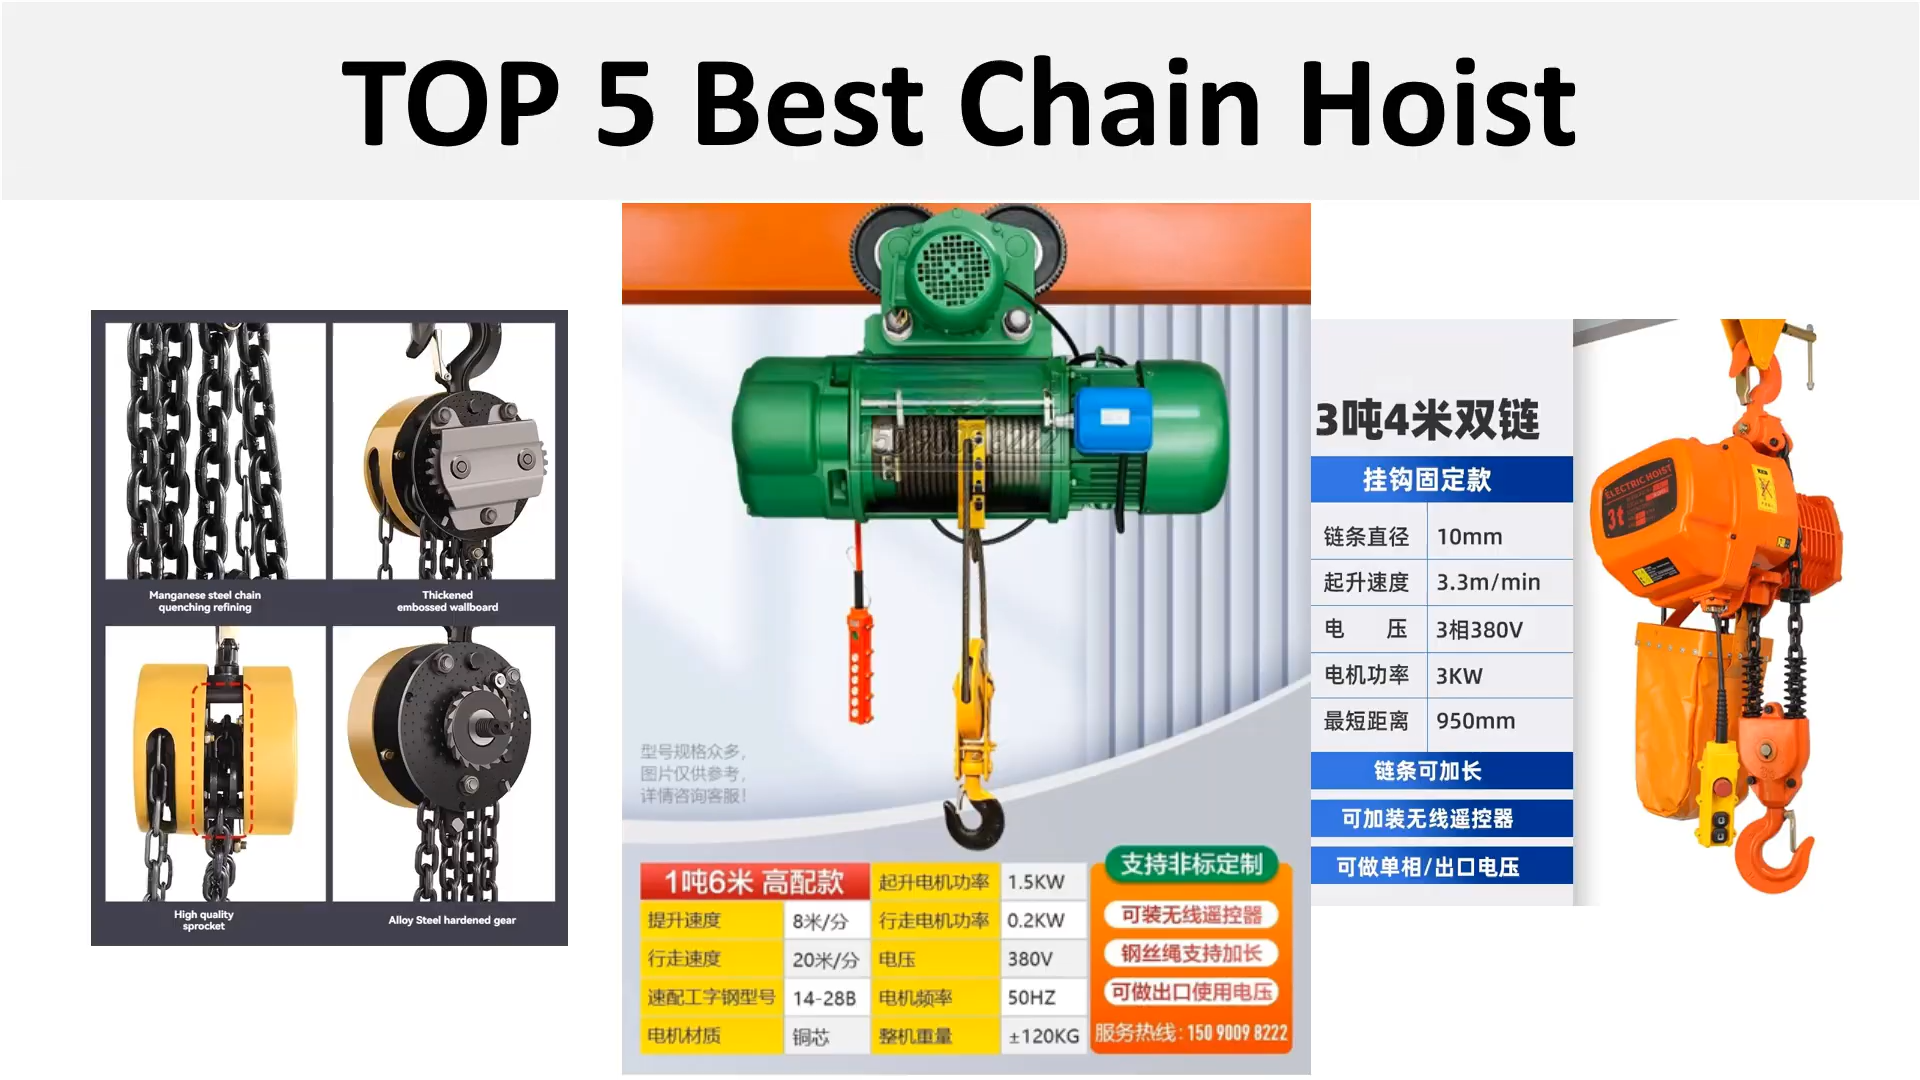 TOP 5 Best Chain Hoist
Manganese steel chain
quenching refining
Thickened
embossed wallboard
High quality
sprocket
Alloy Steel hardened gear
型号规格众多，
图片仅供参考，
详情咨询客服！
1吨6米 高配款
起升电机功率 1.5KW
提升速度 8米/分 行走电机功率 0.2KW
行走速度 20米/分 电压 380V
速配工字钢型号 14-28B 电机频率 50HZ
电机材质 铜芯 整机重量 ±120KG
支持非标定制
可装无线遥控器
钢丝绳支持加长
可做出口使用电压
服务热线：150 9009 8222
3吨4米双链
挂钩固定款
链条直径 10mm
起升速度 3.3m/min
电 压 3相380V
电机功率 3KW
最短距离 950mm
链条可加长
可加装无线遥控器
可做单相/出口电压
ELECTRIC HOIST
3t